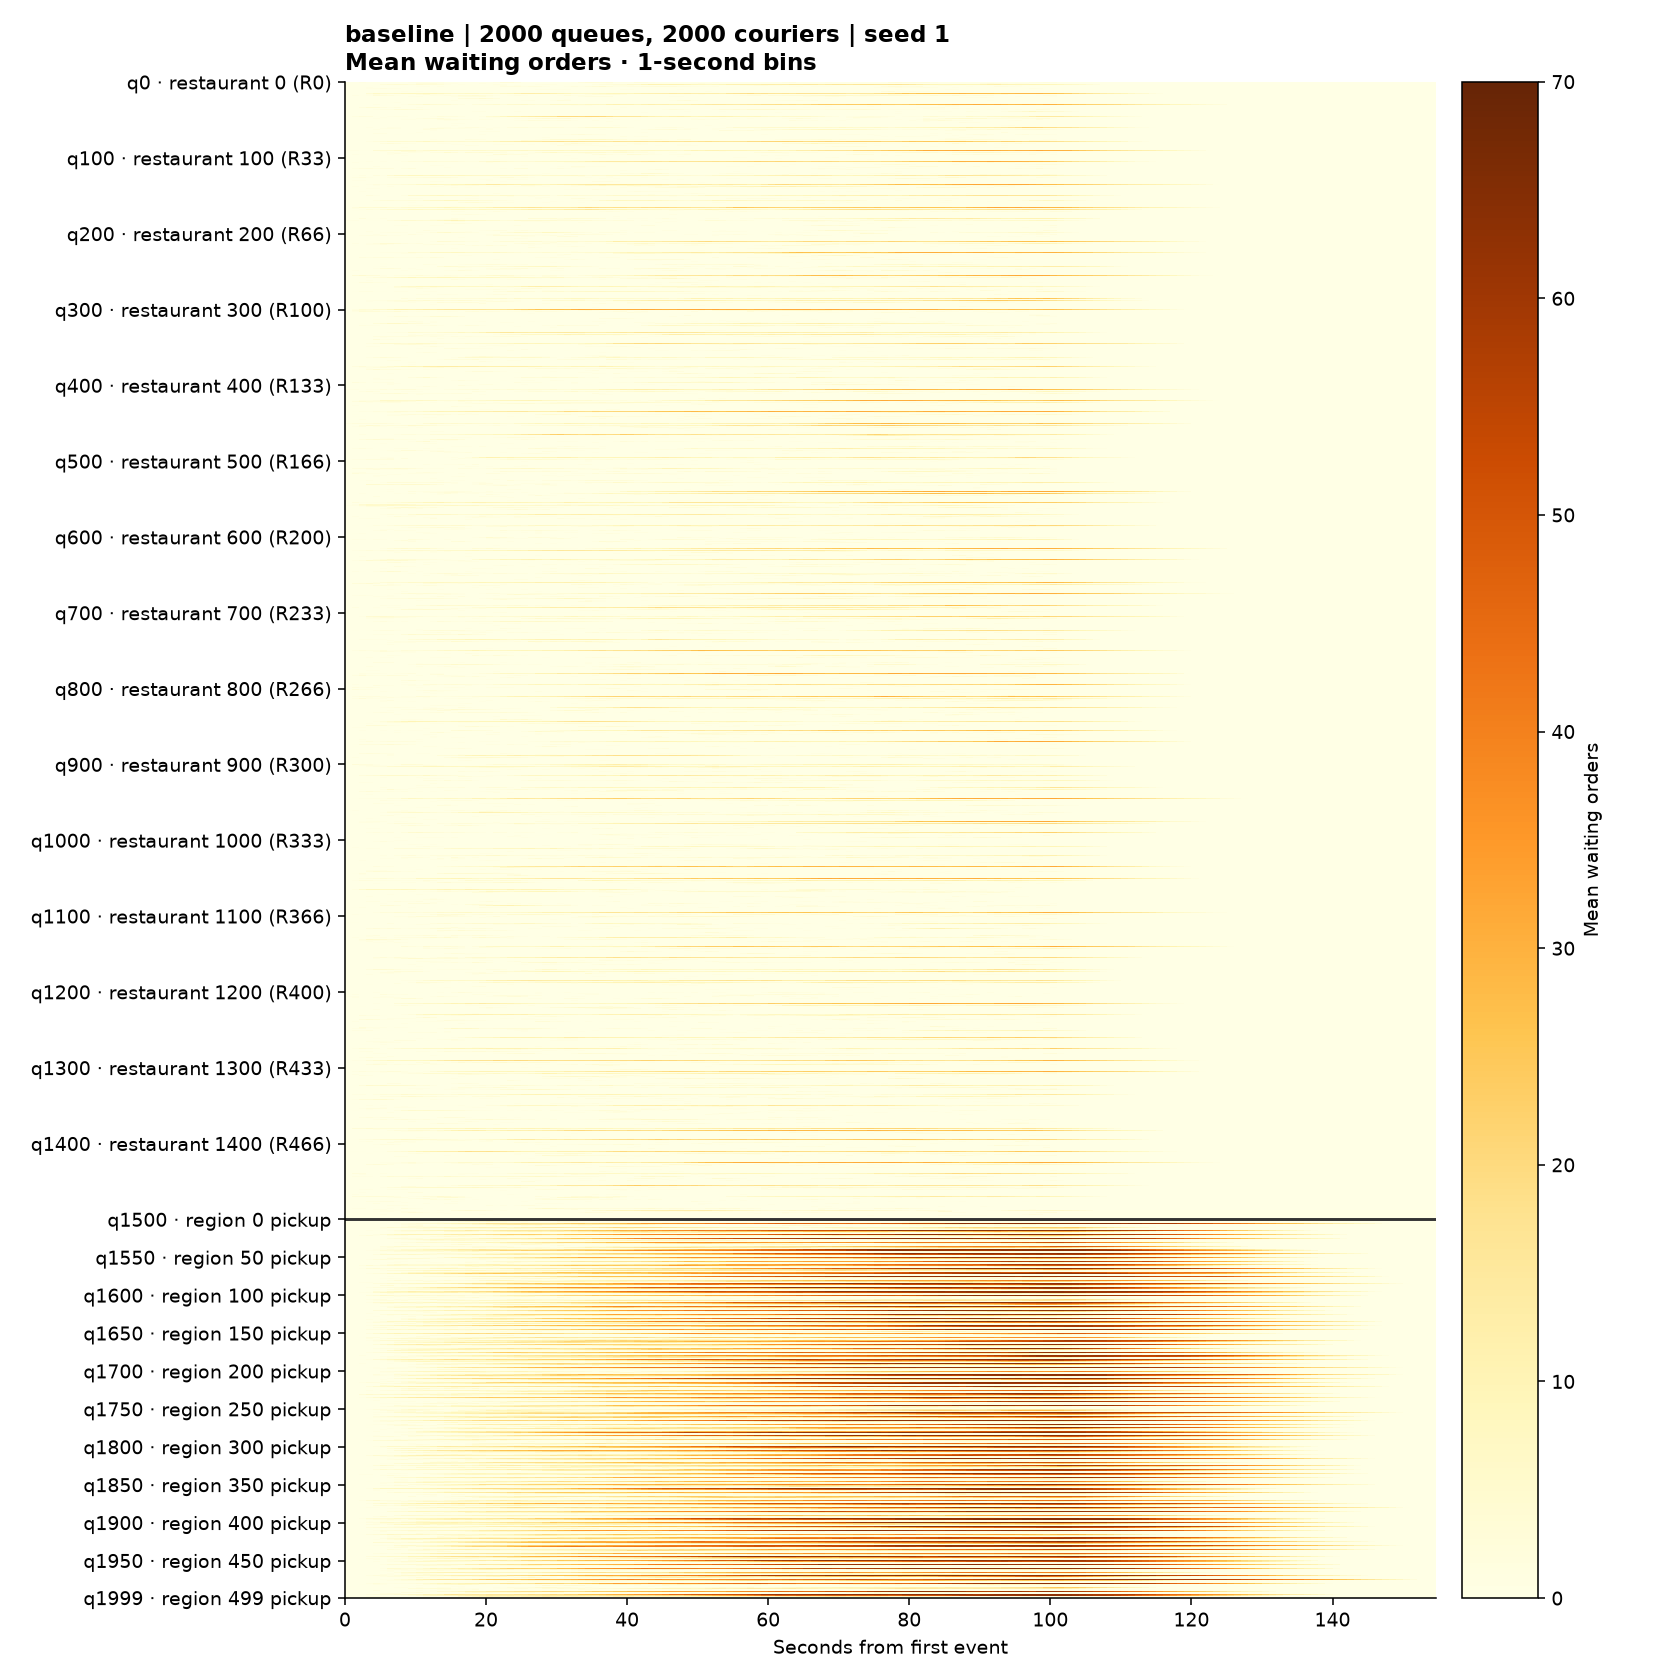 baseline | 2000 queues, 2000 couriers | seed 1
Mean waiting orders · 1-second bins
q0 · restaurant 0 (R0)
q100 · restaurant 100 (R33)
q200 · restaurant 200 (R66)
q300 · restaurant 300 (R100)
q400 · restaurant 400 (R133)
q500 · restaurant 500 (R166)
q600 · restaurant 600 (R200)
q700 · restaurant 700 (R233)
q800 · restaurant 800 (R266)
q900 · restaurant 900 (R300)
q1000 · restaurant 1000 (R333)
q1100 · restaurant 1100 (R366)
q1200 · restaurant 1200 (R400)
q1300 · restaurant 1300 (R433)
q1400 · restaurant 1400 (R466)
q1500 · region 0 pickup
q1550 · region 50 pickup
q1600 · region 100 pickup
q1650 · region 150 pickup
q1700 · region 200 pickup
q1750 · region 250 pickup
q1800 · region 300 pickup
q1850 · region 350 pickup
q1900 · region 400 pickup
q1950 · region 450 pickup
q1999 · region 499 pickup
0 20 40 60 80 100 120 140
Seconds from first event
70
60
50
40
30
20
10
0
Mean waiting orders